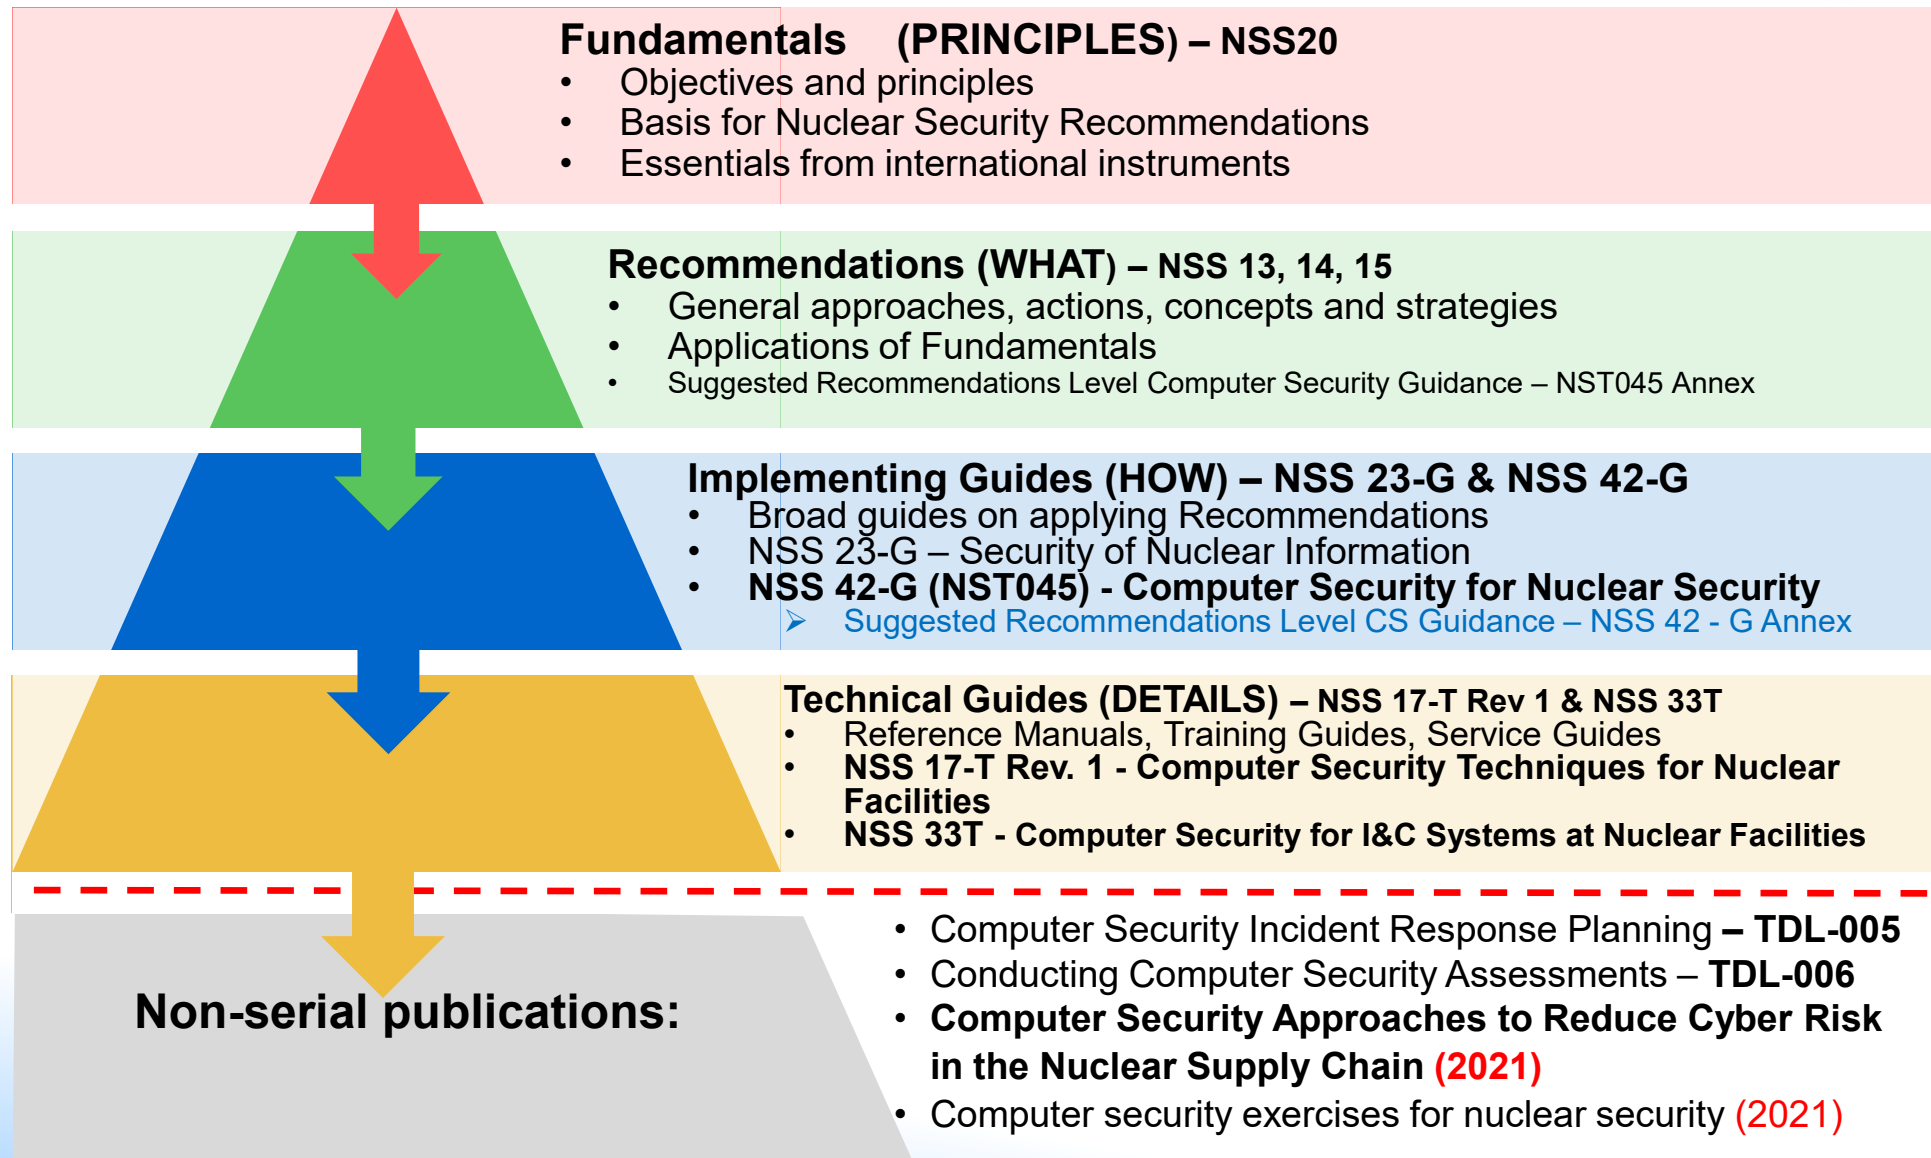 Fundamentals (PRINCIPLES) – NSS20
• Objectives and principles
• Basis for Nuclear Security Recommendations
• Essentials from international instruments
Recommendations (WHAT) – NSS 13, 14, 15
• General approaches, actions, concepts and strategies
• Applications of Fundamentals
• Suggested Recommendations Level Computer Security Guidance – NST045 Annex
Implementing Guides (HOW) – NSS 23-G & NSS 42-G
• Broad guides on applying Recommendations
• NSS 23-G – Security of Nuclear Information
• NSS 42-G (NST045) - Computer Security for Nuclear Security
➢ Suggested Recommendations Level CS Guidance – NSS 42 - G Annex
Technical Guides (DETAILS) – NSS 17-T Rev 1 & NSS 33T
• Reference Manuals, Training Guides, Service Guides
• NSS 17-T Rev. 1 - Computer Security Techniques for Nuclear
Facilities
• NSS 33T - Computer Security for I&C Systems at Nuclear Facilities
Non-serial publications:
• Computer Security Incident Response Planning – TDL-005
• Conducting Computer Security Assessments – TDL-006
• Computer Security Approaches to Reduce Cyber Risk
in the Nuclear Supply Chain (2021)
• Computer security exercises for nuclear security (2021)